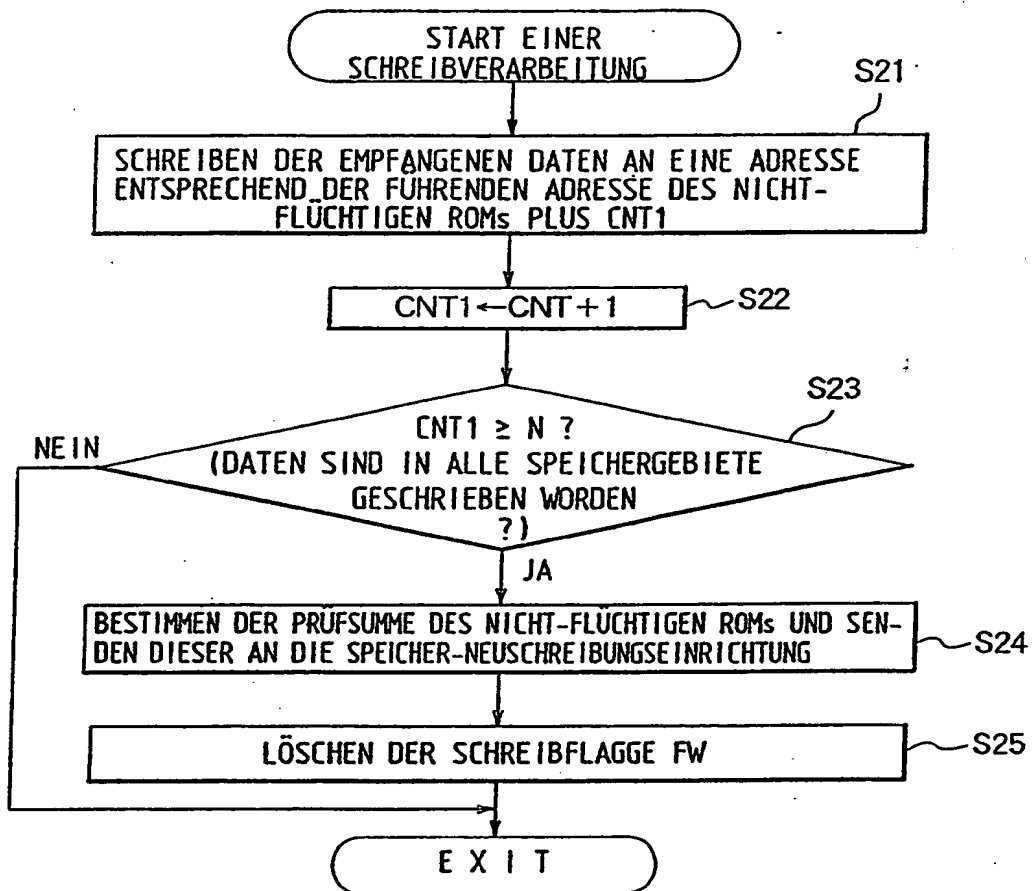 START EINER
SCHREIBVERARBEITUNG
S21
SCHREIBEN DER EMPFANGENEN DATEN AN EINE ADRESSE
ENTSPRECHEND DER FÜHRENDEN ADRESSE DES NICHT-
FLÜCHTIGEN ROMs PLUS CNT1
CNT1←CNT+1
S22
S23
CNT1 ≥ N ?
NEIN
(DATEN SIND IN ALLE SPEICHERGEBIETE
GESCHRIEBEN WORDEN
?)
JA
BESTIMMEN DER PRÜFSUMME DES NICHT-FLÜCHTIGEN ROMs UND SEN-
DEN DIESER AN DIE SPEICHER-NEUSCHREIBUNGSEINRICHTUNG
S24
LÖSCHEN DER SCHREIBFLAGGE FW
S25
EXIT